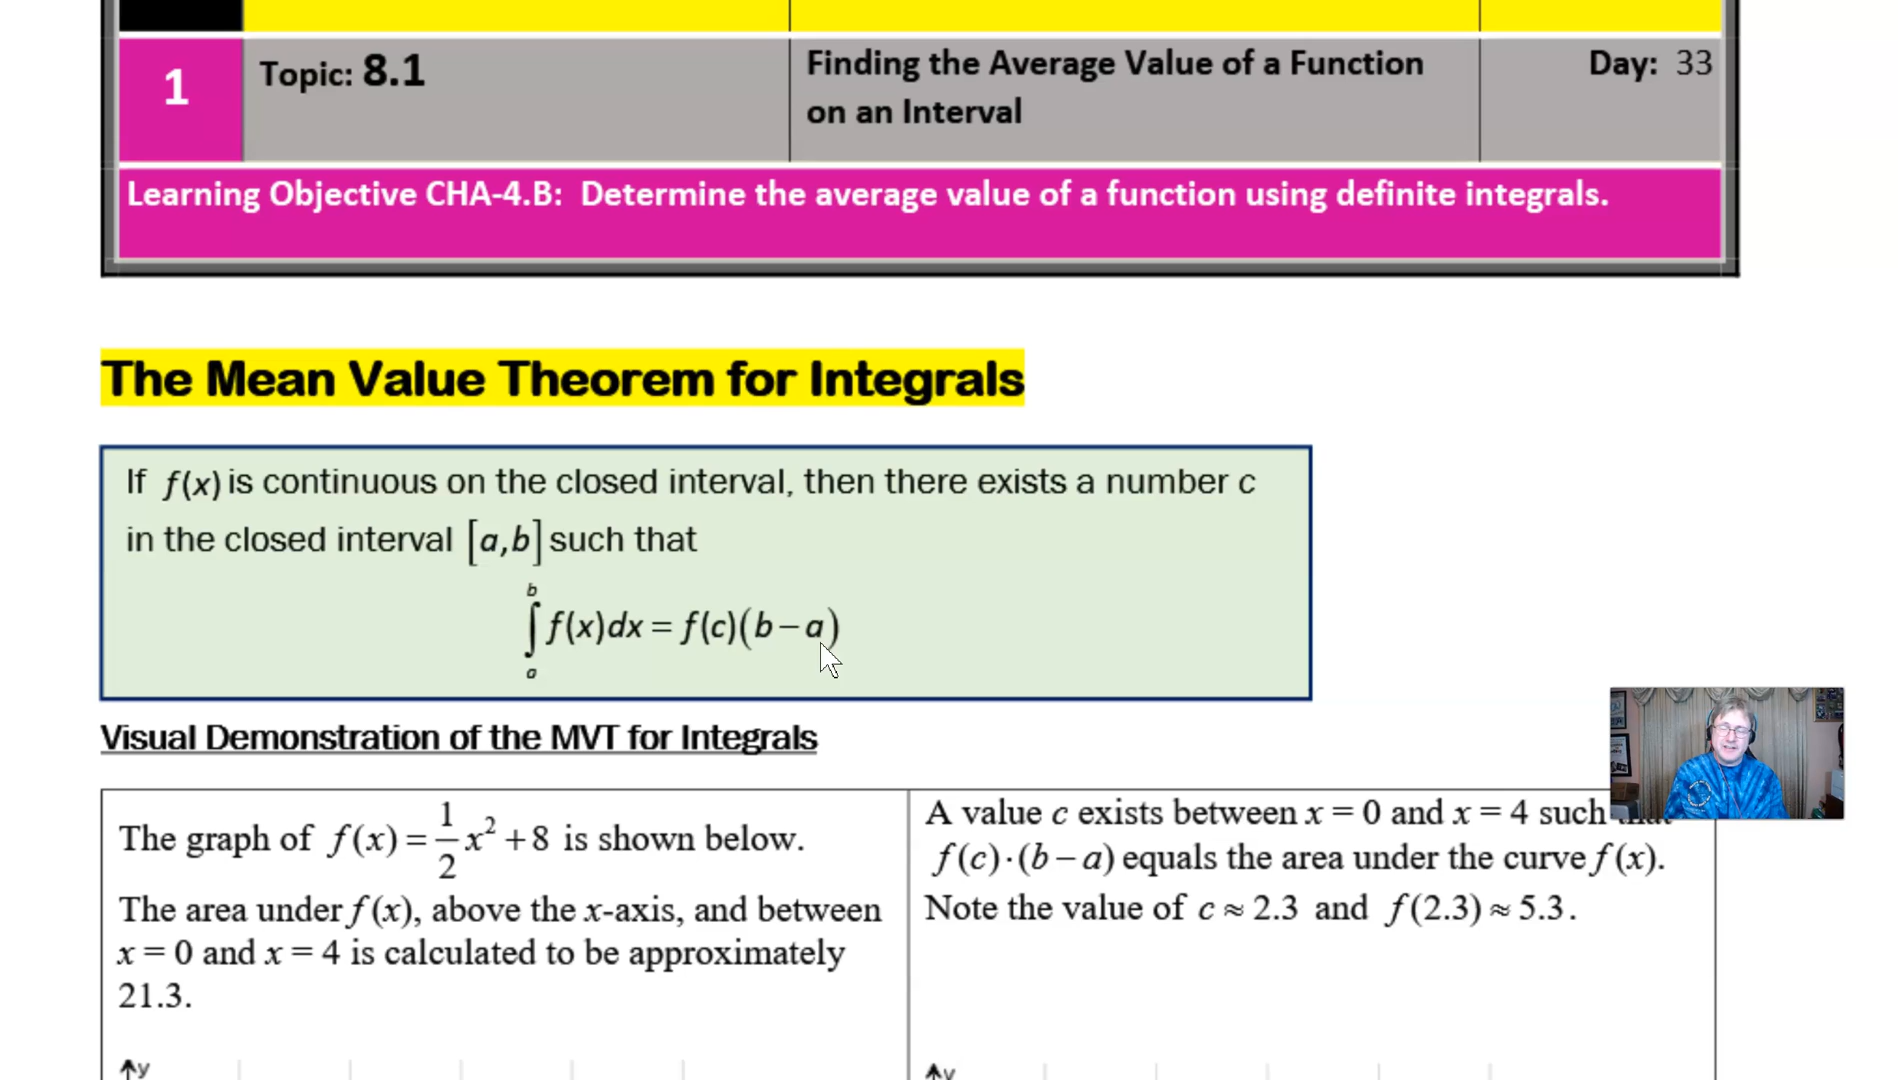 1
Topic: 8.1
Finding the Average Value of a Function
on an Interval
Day: 33
Learning Objective CHA-4.B: Determine the average value of a function using definite integrals.
The Mean Value Theorem for Integrals
If f(x) is continuous on the closed interval, then there exists a number c
in the closed interval [a,b] such that
∫ₐᵇ f(x)dx = f(c)(b−a)
Visual Demonstration of the MVT for Integrals
The graph of f(x) = 1/2 x² + 8 is shown below.
The area under f(x), above the x-axis, and between
x = 0 and x = 4 is calculated to be approximately
21.3.
y
A value c exists between x = 0 and x = 4 such
f(c)·(b−a) equals the area under the curve f(x).
Note the value of c ≈ 2.3 and f(2.3) ≈ 5.3.
y